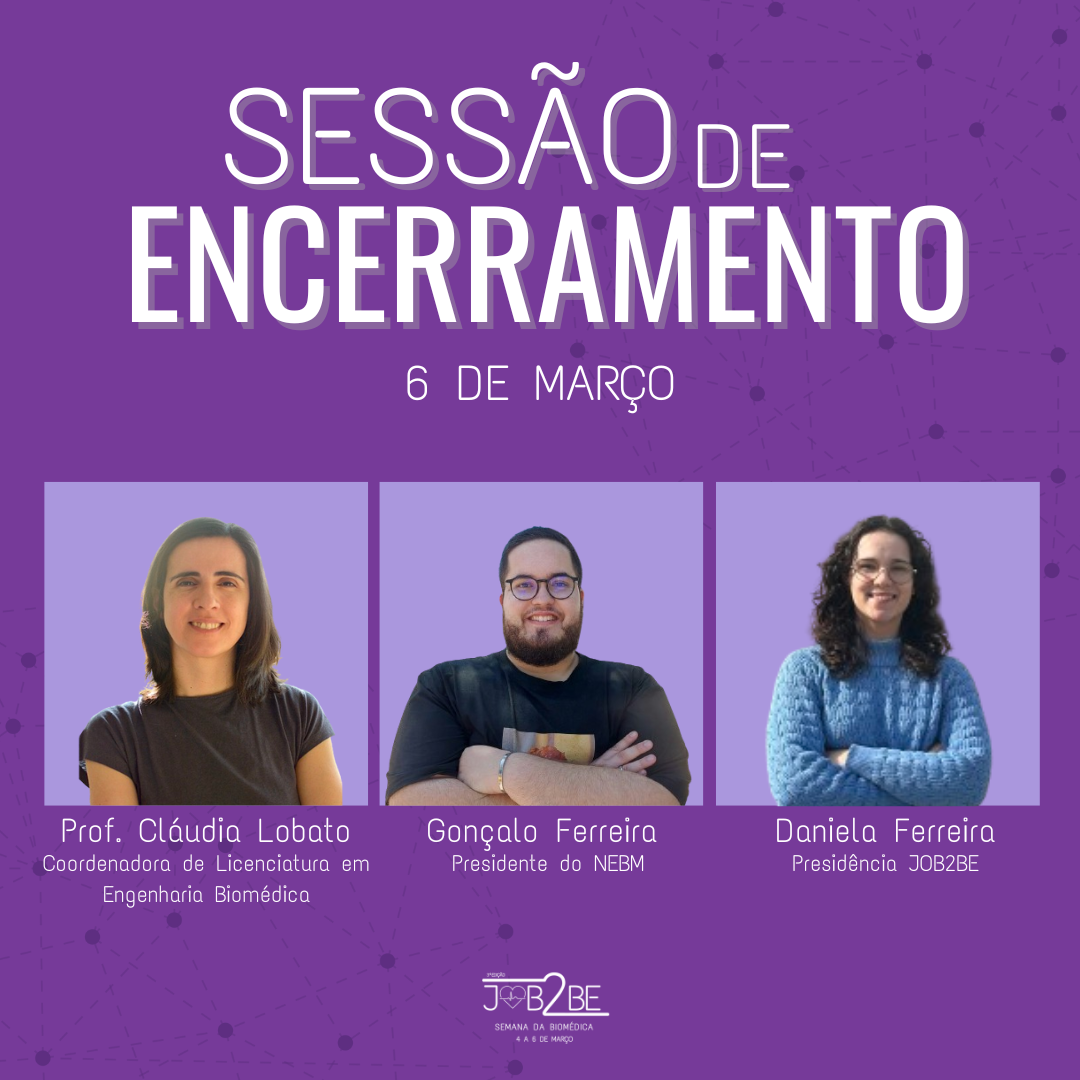 SESSÃO DE
ENCERRAMENTO
6 DE MARÇO
Prof. Cláudia Lobato
Coordenadora de Licenciatura em
Engenharia Biomédica
Gonçalo Ferreira
Presidente do NEBM
Daniela Ferreira
Presidência JOB2BE
JOB2BE
SEMANA DA BIOMÉDICA
4 A 6 DE MARÇO